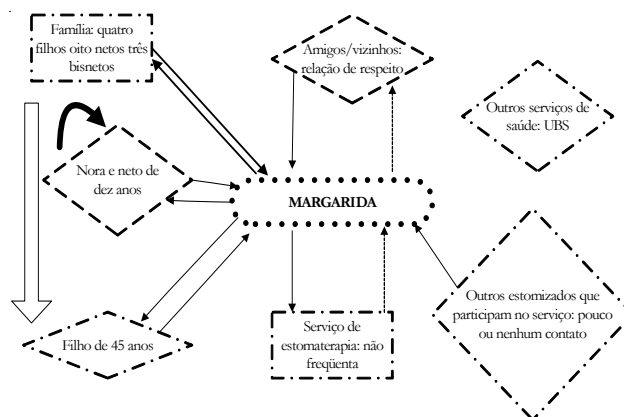 Família: quatro
filhos oito netos três
bisnetos
Amigos/vizinhos:
relação de respeito
Outros serviços de
saúde: UBS
Nora e neto de
dez anos
MARGARIDA
Filho de 45 anos
Serviço de
estomaterapia: não
freqüenta
Outros estomizados que
participam no serviço: pouco
ou nenhum contato